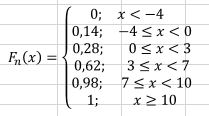 0; x < −4
0,14; −4 ≤ x < 0
0,28; 0 ≤ x < 3
Fₙ(x) =
0,62; 3 ≤ x < 7
0,98; 7 ≤ x < 10
1; x ≥ 10